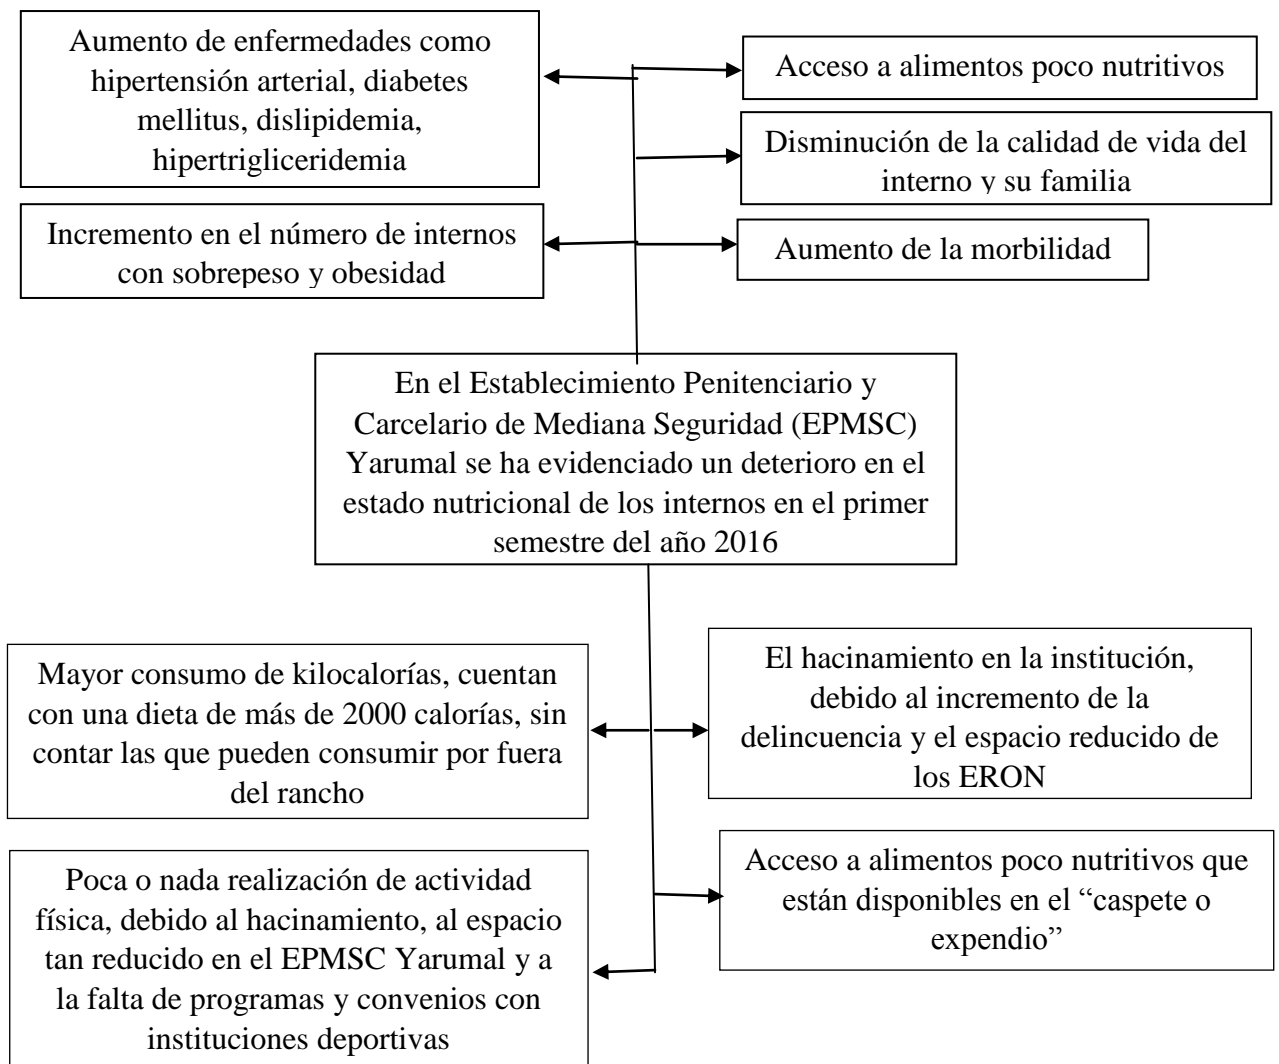 Aumento de enfermedades como
hipertensión arterial, diabetes
mellitus, dislipidemia,
hipertrigliceridemia
Acceso a alimentos poco nutritivos
Disminución de la calidad de vida del
interno y su familia
Incremento en el número de internos
con sobrepeso y obesidad
Aumento de la morbilidad
En el Establecimiento Penitenciario y
Carcelario de Mediana Seguridad (EPMSC)
Yarumal se ha evidenciado un deterioro en el
estado nutricional de los internos en el primer
semestre del año 2016
Mayor consumo de kilocalorías, cuentan
con una dieta de más de 2000 calorías, sin
contar las que pueden consumir por fuera
del rancho
El hacinamiento en la institución,
debido al incremento de la
delincuencia y el espacio reducido de
los ERON
Poca o nada realización de actividad
física, debido al hacinamiento, al espacio
tan reducido en el EPMSC Yarumal y a
la falta de programas y convenios con
instituciones deportivas
Acceso a alimentos poco nutritivos que
están disponibles en el “caspete o
expendio”